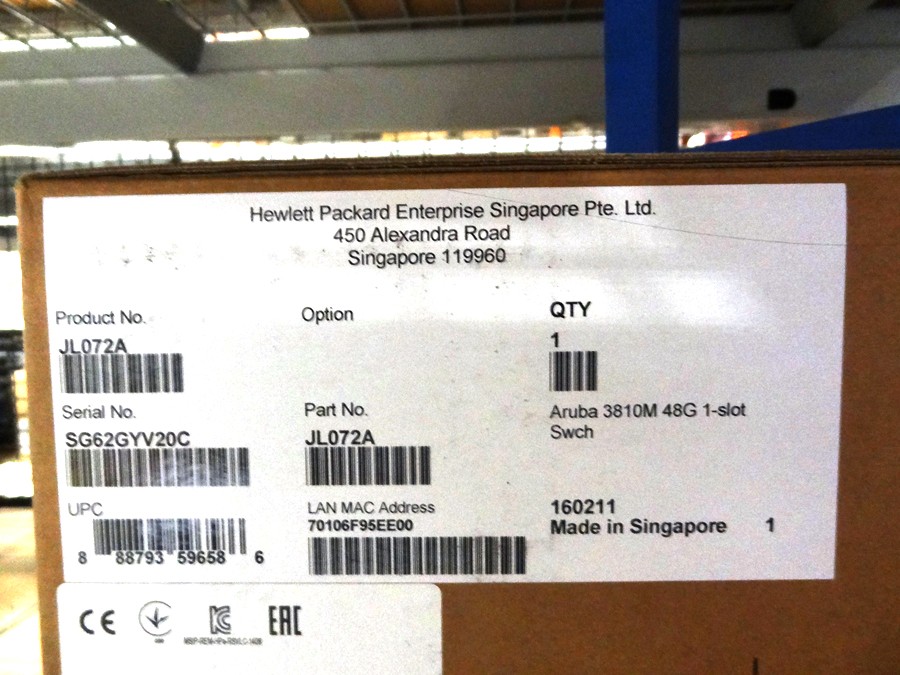 Hewlett Packard Enterprise Singapore Pte. Ltd.
450 Alexandra Road
Singapore 119960
Product No.
JL072A
Option
QTY
1
Serial No.
SG62GYV20C
Part No.
JL072A
Aruba 3810M 48G 1-slot
Swch
UPC
8 88793 59658 6
LAN MAC Address
70106F95EE00
160211
Made in Singapore 1
CE
EAC